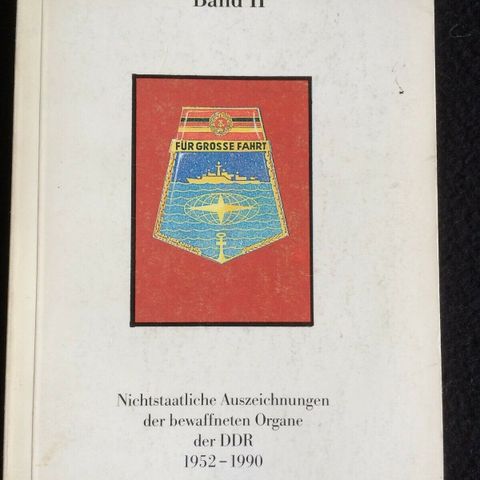 Band II
FÜR GROSSE FAHRT
Nichtstaatliche Auszeichnungen
der bewaffneten Organe
der DDR
1952 – 1990